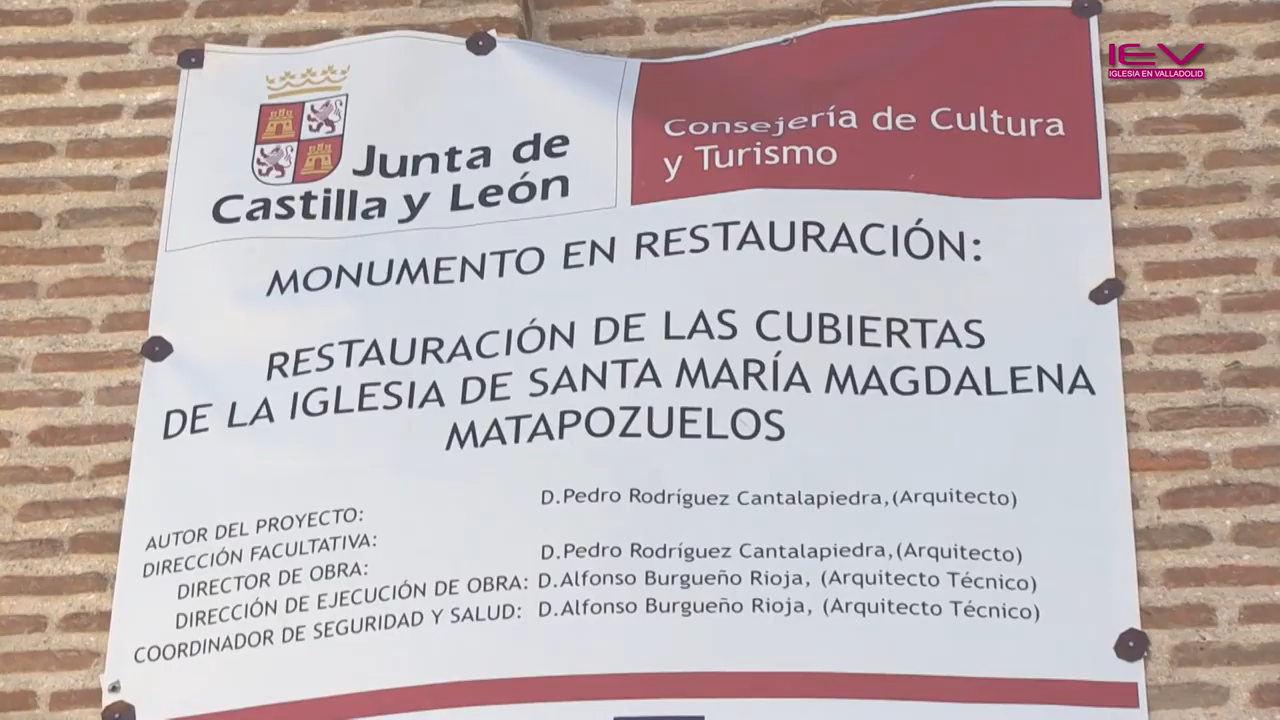 IEV
IGLESIA EN VALLADOLID
Junta de
Castilla y León
Consejería de Cultura
y Turismo
MONUMENTO EN RESTAURACIÓN:
RESTAURACIÓN DE LAS CUBIERTAS
DE LA IGLESIA DE SANTA MARÍA MAGDALENA
MATAPOZUELOS
AUTOR DEL PROYECTO: D.Pedro Rodríguez Cantalapiedra,(Arquitecto)
DIRECCIÓN FACULTATIVA:
DIRECTOR DE OBRA: D.Pedro Rodríguez Cantalapiedra,(Arquitecto)
DIRECCIÓN DE EJECUCIÓN DE OBRA: D.Alfonso Burgueño Rioja, (Arquitecto Técnico)
COORDINADOR DE SEGURIDAD Y SALUD: D.Alfonso Burgueño Rioja, (Arquitecto Técnico)